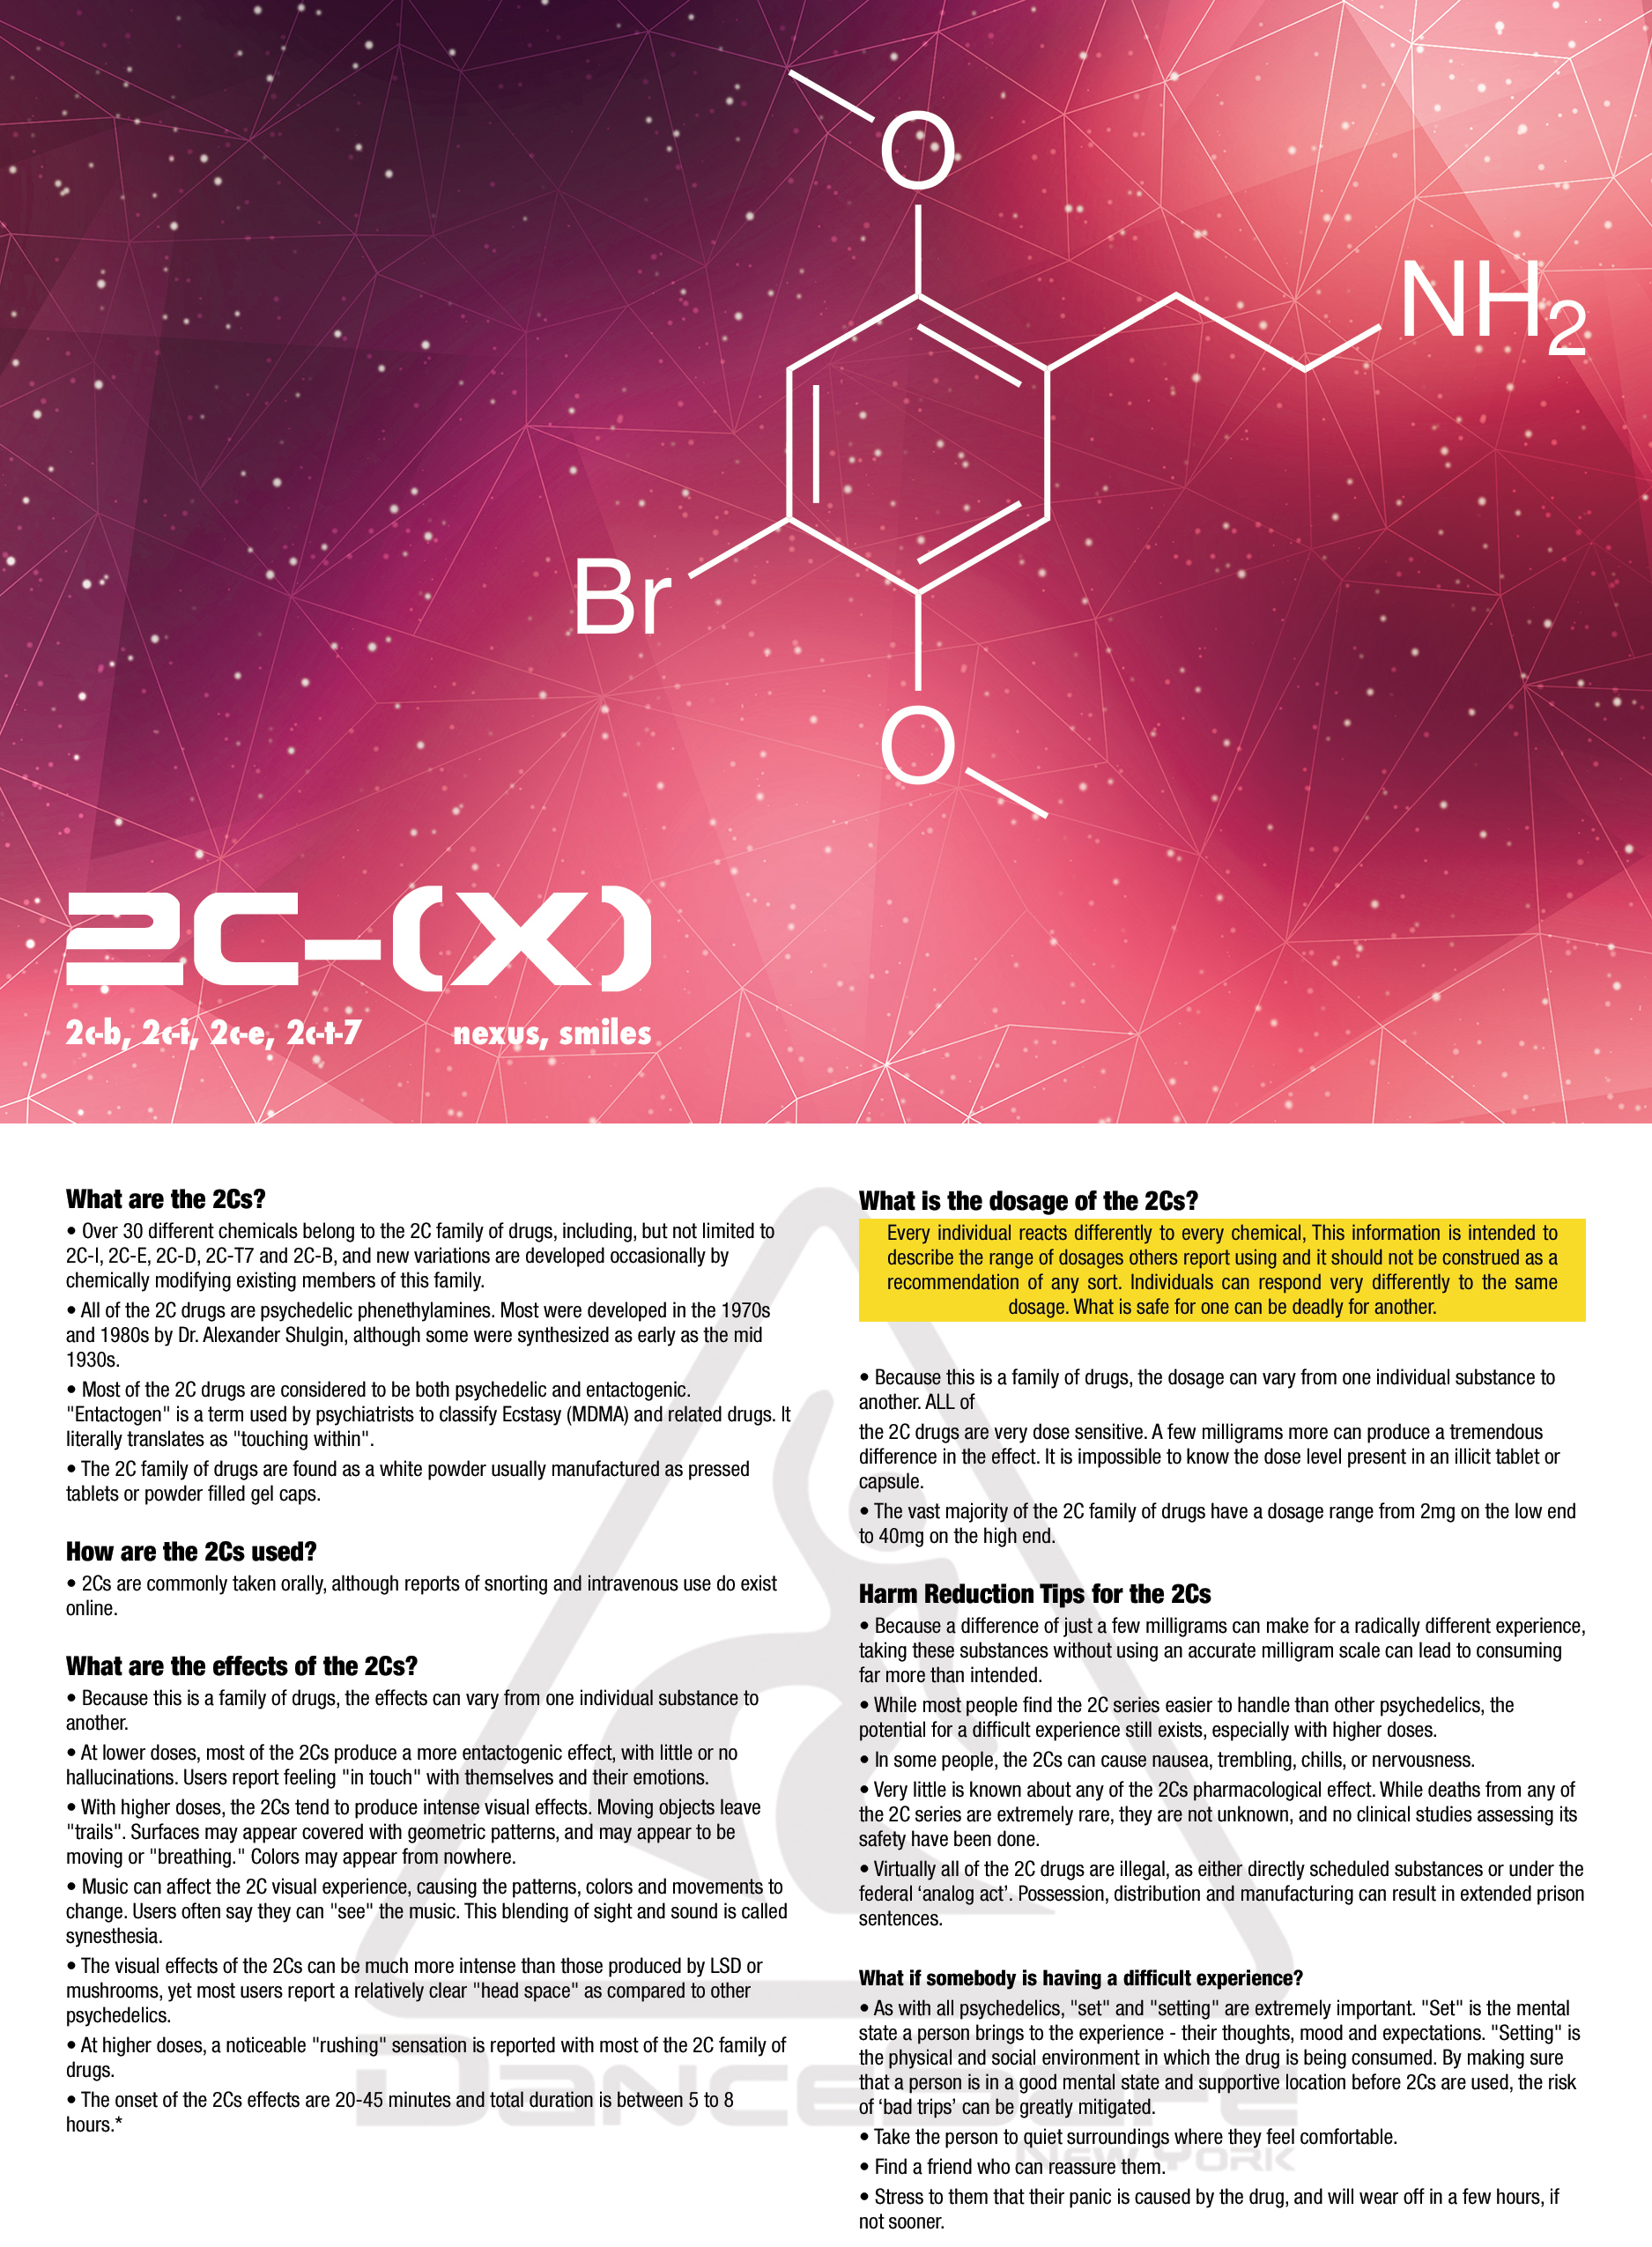 O
NH2
Br
O
2C-(X)
2c-b, 2c-i, 2c-e, 2c-t-7 nexus, smiles
What are the 2Cs?
• Over 30 different chemicals belong to the 2C family of drugs, including, but not limited to
2C-I, 2C-E, 2C-D, 2C-T7 and 2C-B, and new variations are developed occasionally by
chemically modifying existing members of this family.
• All of the 2C drugs are psychedelic phenethylamines. Most were developed in the 1970s
and 1980s by Dr. Alexander Shulgin, although some were synthesized as early as the mid
1930s.
• Most of the 2C drugs are considered to be both psychedelic and entactogenic.
"Entactogen" is a term used by psychiatrists to classify Ecstasy (MDMA) and related drugs. It
literally translates as "touching within".
• The 2C family of drugs are found as a white powder usually manufactured as pressed
tablets or powder filled gel caps.
How are the 2Cs used?
• 2Cs are commonly taken orally, although reports of snorting and intravenous use do exist
online.
What are the effects of the 2Cs?
• Because this is a family of drugs, the effects can vary from one individual substance to
another.
• At lower doses, most of the 2Cs produce a more entactogenic effect, with little or no
hallucinations. Users report feeling "in touch" with themselves and their emotions.
• With higher doses, the 2Cs tend to produce intense visual effects. Moving objects leave
"trails". Surfaces may appear covered with geometric patterns, and may appear to be
moving or "breathing." Colors may appear from nowhere.
• Music can affect the 2C visual experience, causing the patterns, colors and movements to
change. Users often say they can "see" the music. This blending of sight and sound is called
synesthesia.
• The visual effects of the 2Cs can be much more intense than those produced by LSD or
mushrooms, yet most users report a relatively clear "head space" as compared to other
psychedelics.
• At higher doses, a noticeable "rushing" sensation is reported with most of the 2C family of
drugs.
• The onset of the 2Cs effects are 20-45 minutes and total duration is between 5 to 8
hours.*
What is the dosage of the 2Cs?
Every individual reacts differently to every chemical, This information is intended to
describe the range of dosages others report using and it should not be construed as a
recommendation of any sort. Individuals can respond very differently to the same
dosage. What is safe for one can be deadly for another.
• Because this is a family of drugs, the dosage can vary from one individual substance to
another. ALL of
the 2C drugs are very dose sensitive. A few milligrams more can produce a tremendous
difference in the effect. It is impossible to know the dose level present in an illicit tablet or
capsule.
• The vast majority of the 2C family of drugs have a dosage range from 2mg on the low end
to 40mg on the high end.
Harm Reduction Tips for the 2Cs
• Because a difference of just a few milligrams can make for a radically different experience,
taking these substances without using an accurate milligram scale can lead to consuming
far more than intended.
• While most people find the 2C series easier to handle than other psychedelics, the
potential for a difficult experience still exists, especially with higher doses.
• In some people, the 2Cs can cause nausea, trembling, chills, or nervousness.
• Very little is known about any of the 2Cs pharmacological effect. While deaths from any of
the 2C series are extremely rare, they are not unknown, and no clinical studies assessing its
safety have been done.
• Virtually all of the 2C drugs are illegal, as either directly scheduled substances or under the
federal ‘analog act’. Possession, distribution and manufacturing can result in extended prison
sentences.
What if somebody is having a difficult experience?
• As with all psychedelics, "set" and "setting" are extremely important. "Set" is the mental
state a person brings to the experience - their thoughts, mood and expectations. "Setting" is
the physical and social environment in which the drug is being consumed. By making sure
that a person is in a good mental state and supportive location before 2Cs are used, the risk
of ‘bad trips’ can be greatly mitigated.
• Take the person to quiet surroundings where they feel comfortable.
• Find a friend who can reassure them.
• Stress to them that their panic is caused by the drug, and will wear off in a few hours, if
not sooner.
DanceSafe
New York